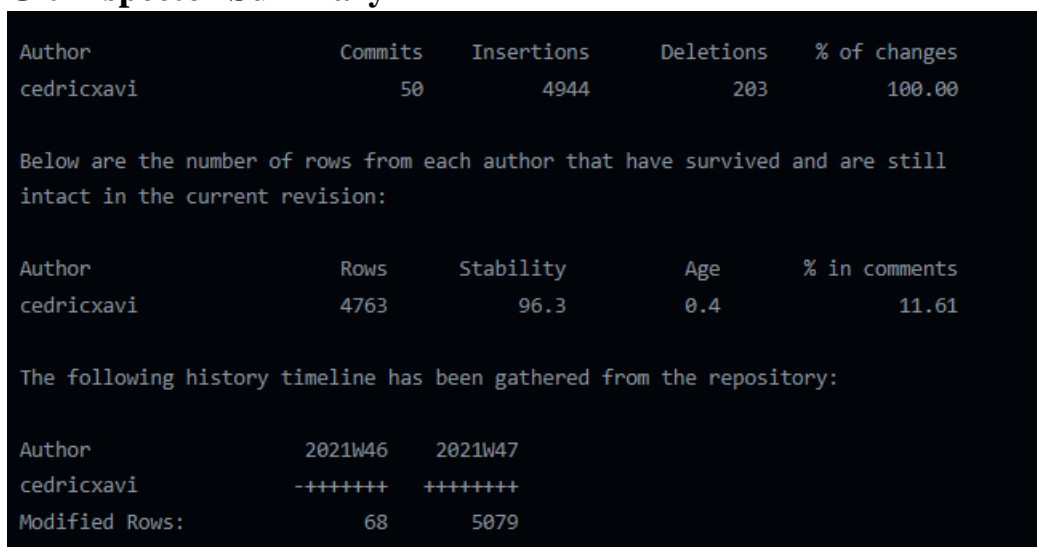 Author Commits Insertions Deletions % of changes
cedricxavi 50 4944 203 100.00
Below are the number of rows from each author that have survived and are still
intact in the current revision:
Author Rows Stability Age % in comments
cedricxavi 4763 96.3 0.4 11.61
The following history timeline has been gathered from the repository:
Author 2021W46 2021W47
cedricxavi -+++++++ ++++++++
Modified Rows: 68 5079